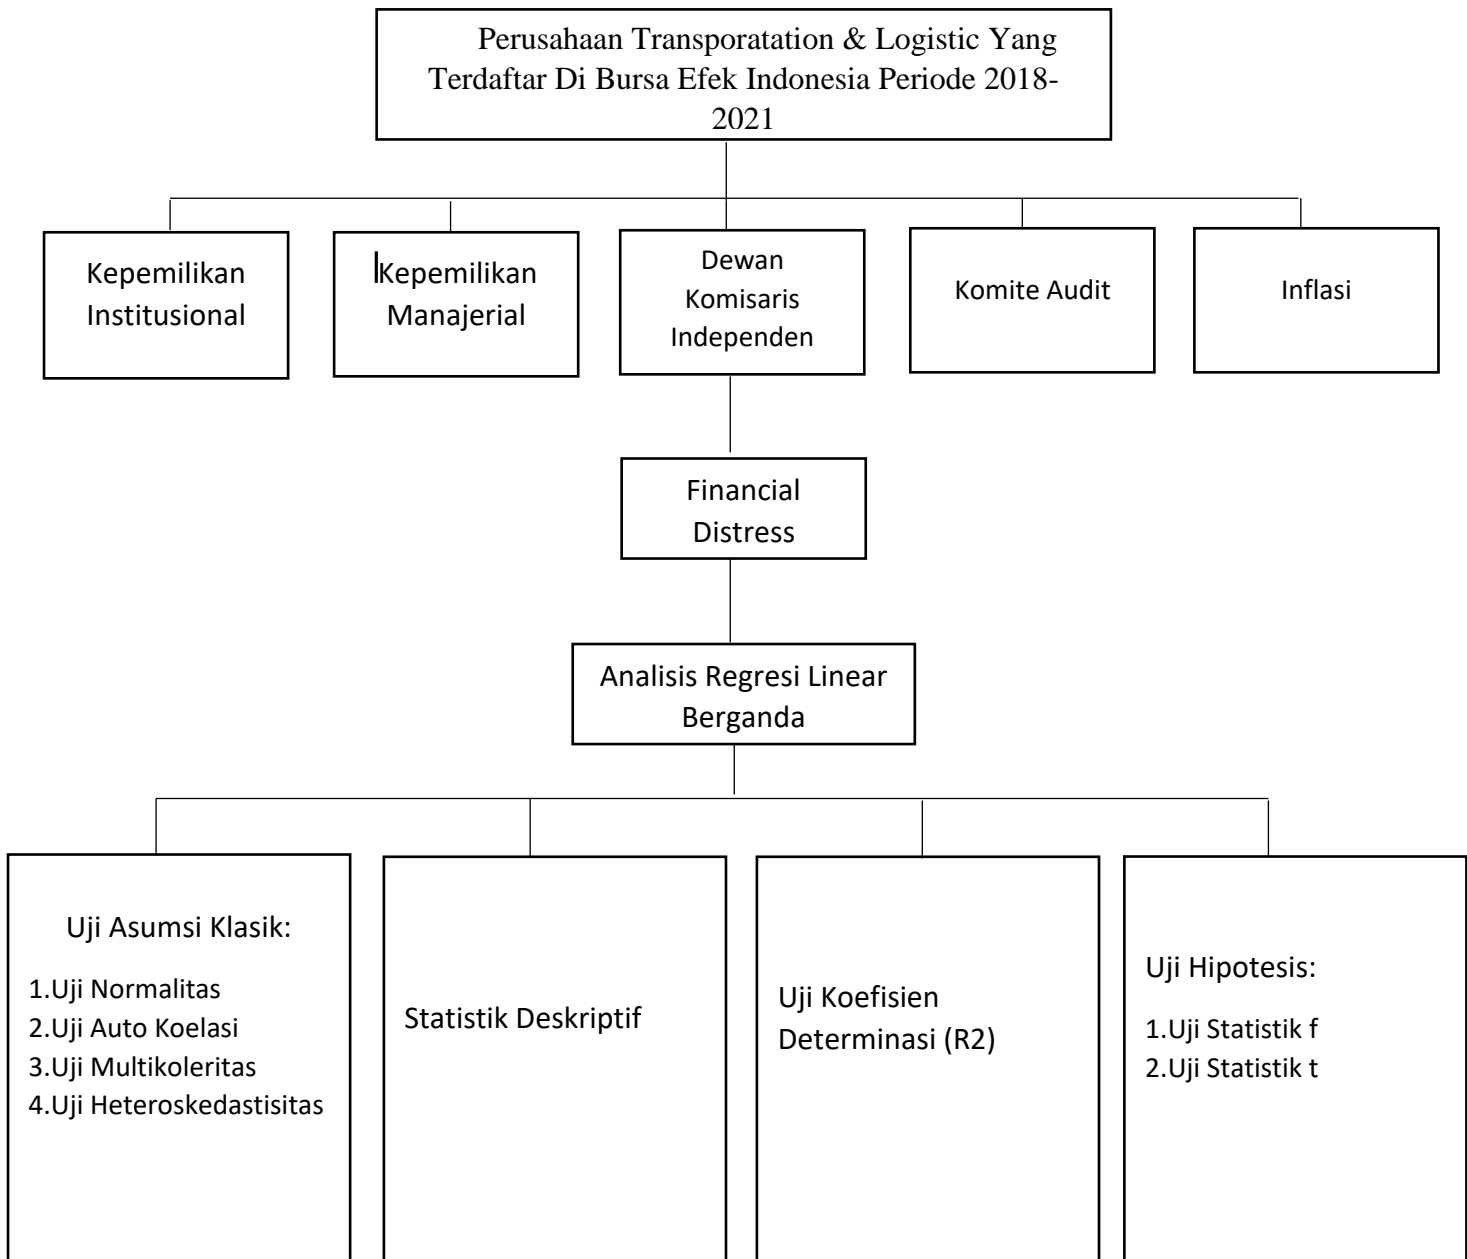 Perusahaan Transporatation & Logistic Yang
Terdaftar Di Bursa Efek Indonesia Periode 2018-
2021
Kepemilikan
Institusional
Kepemilikan
Manajerial
Dewan
Komisaris
Independen
Komite Audit
Inflasi
Financial
Distress
Analisis Regresi Linear
Berganda
Uji Asumsi Klasik:
1.Uji Normalitas
2.Uji Auto Koelasi
3.Uji Multikoleritas
4.Uji Heteroskedastisitas
Statistik Deskriptif
Uji Koefisien
Determinasi (R2)
Uji Hipotesis:
1.Uji Statistik f
2.Uji Statistik t